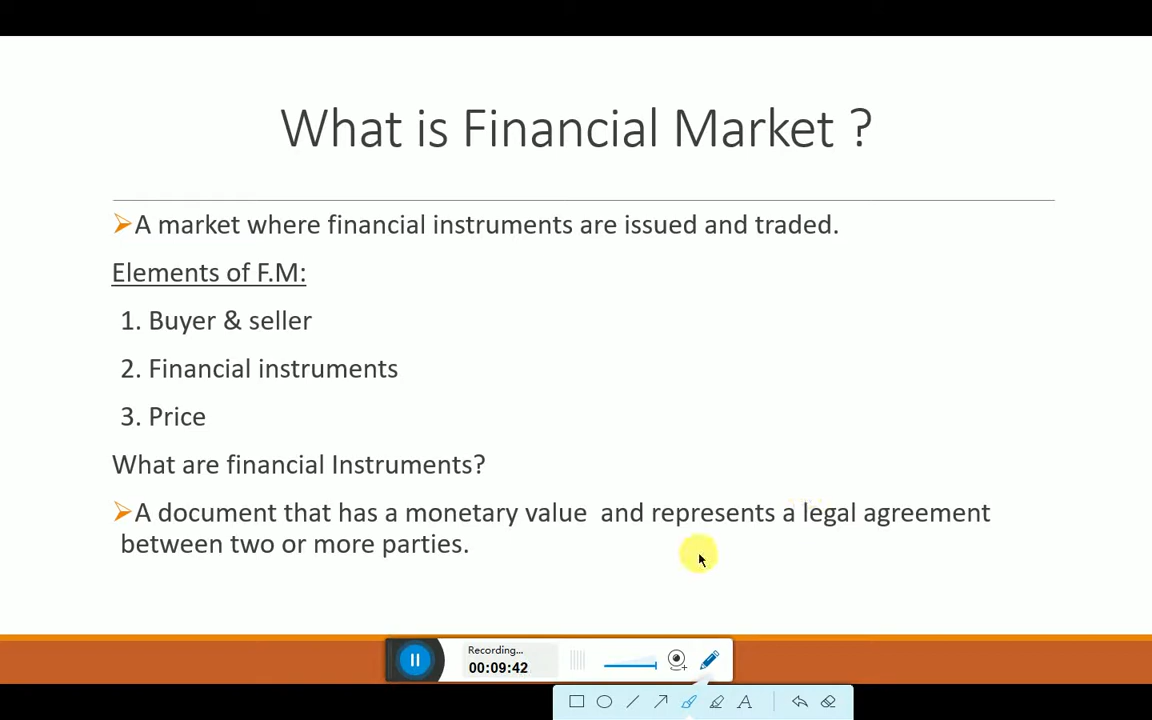 What is Financial Market ?
A market where financial instruments are issued and traded.
Elements of F.M:
1. Buyer & seller
2. Financial instruments
3. Price
What are financial Instruments?
A document that has a monetary value and represents a legal agreement
between two or more parties.
Recording...
00:09:42
A